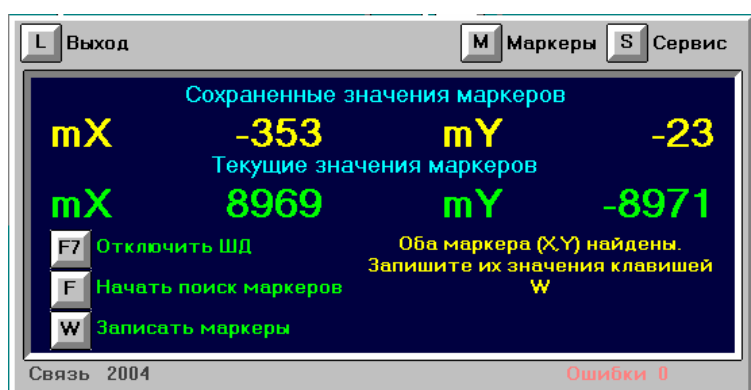 L Выход M Маркеры S Сервис
Сохраненные значения маркеров
mX -353 mY -23
Текущие значения маркеров
mX 8969 mY -8971
F7 Отключить ШД
Оба маркера (X,Y) найдены.
Запишите их значения клавишей
W
F Начать поиск маркеров
W Записать маркеры
Связь 2004 Ошибки 0